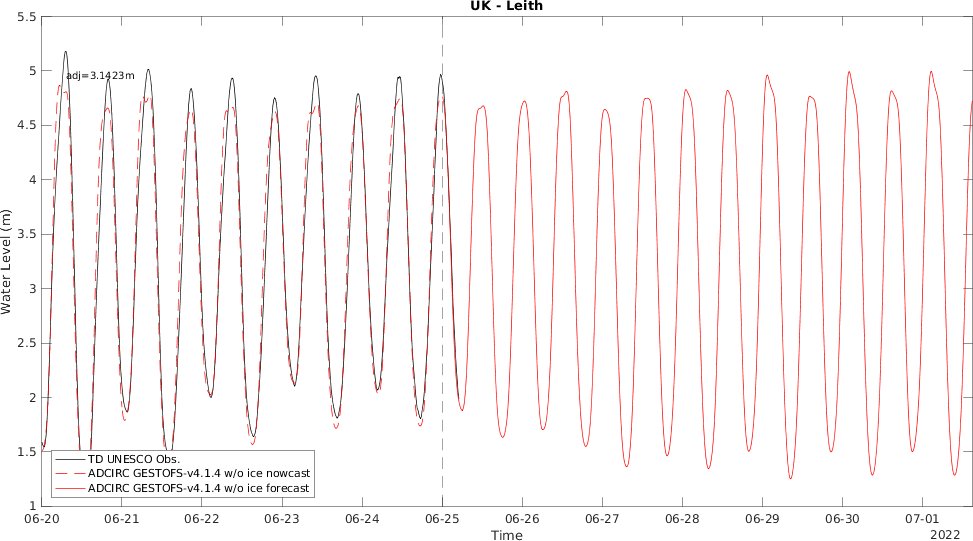 UK - Leith
5.5
5
4.5
4
3.5
3
2.5
2
1.5
1
Water Level (m)
adj=3.1423m
TD UNESCO Obs.
ADCIRC GESTOFS-v4.1.4 w/o ice nowcast
ADCIRC GESTOFS-v4.1.4 w/o ice forecast
06-20 06-21 06-22 06-23 06-24 06-25 06-26 06-27 06-28 06-29 06-30 07-01
2022
Time